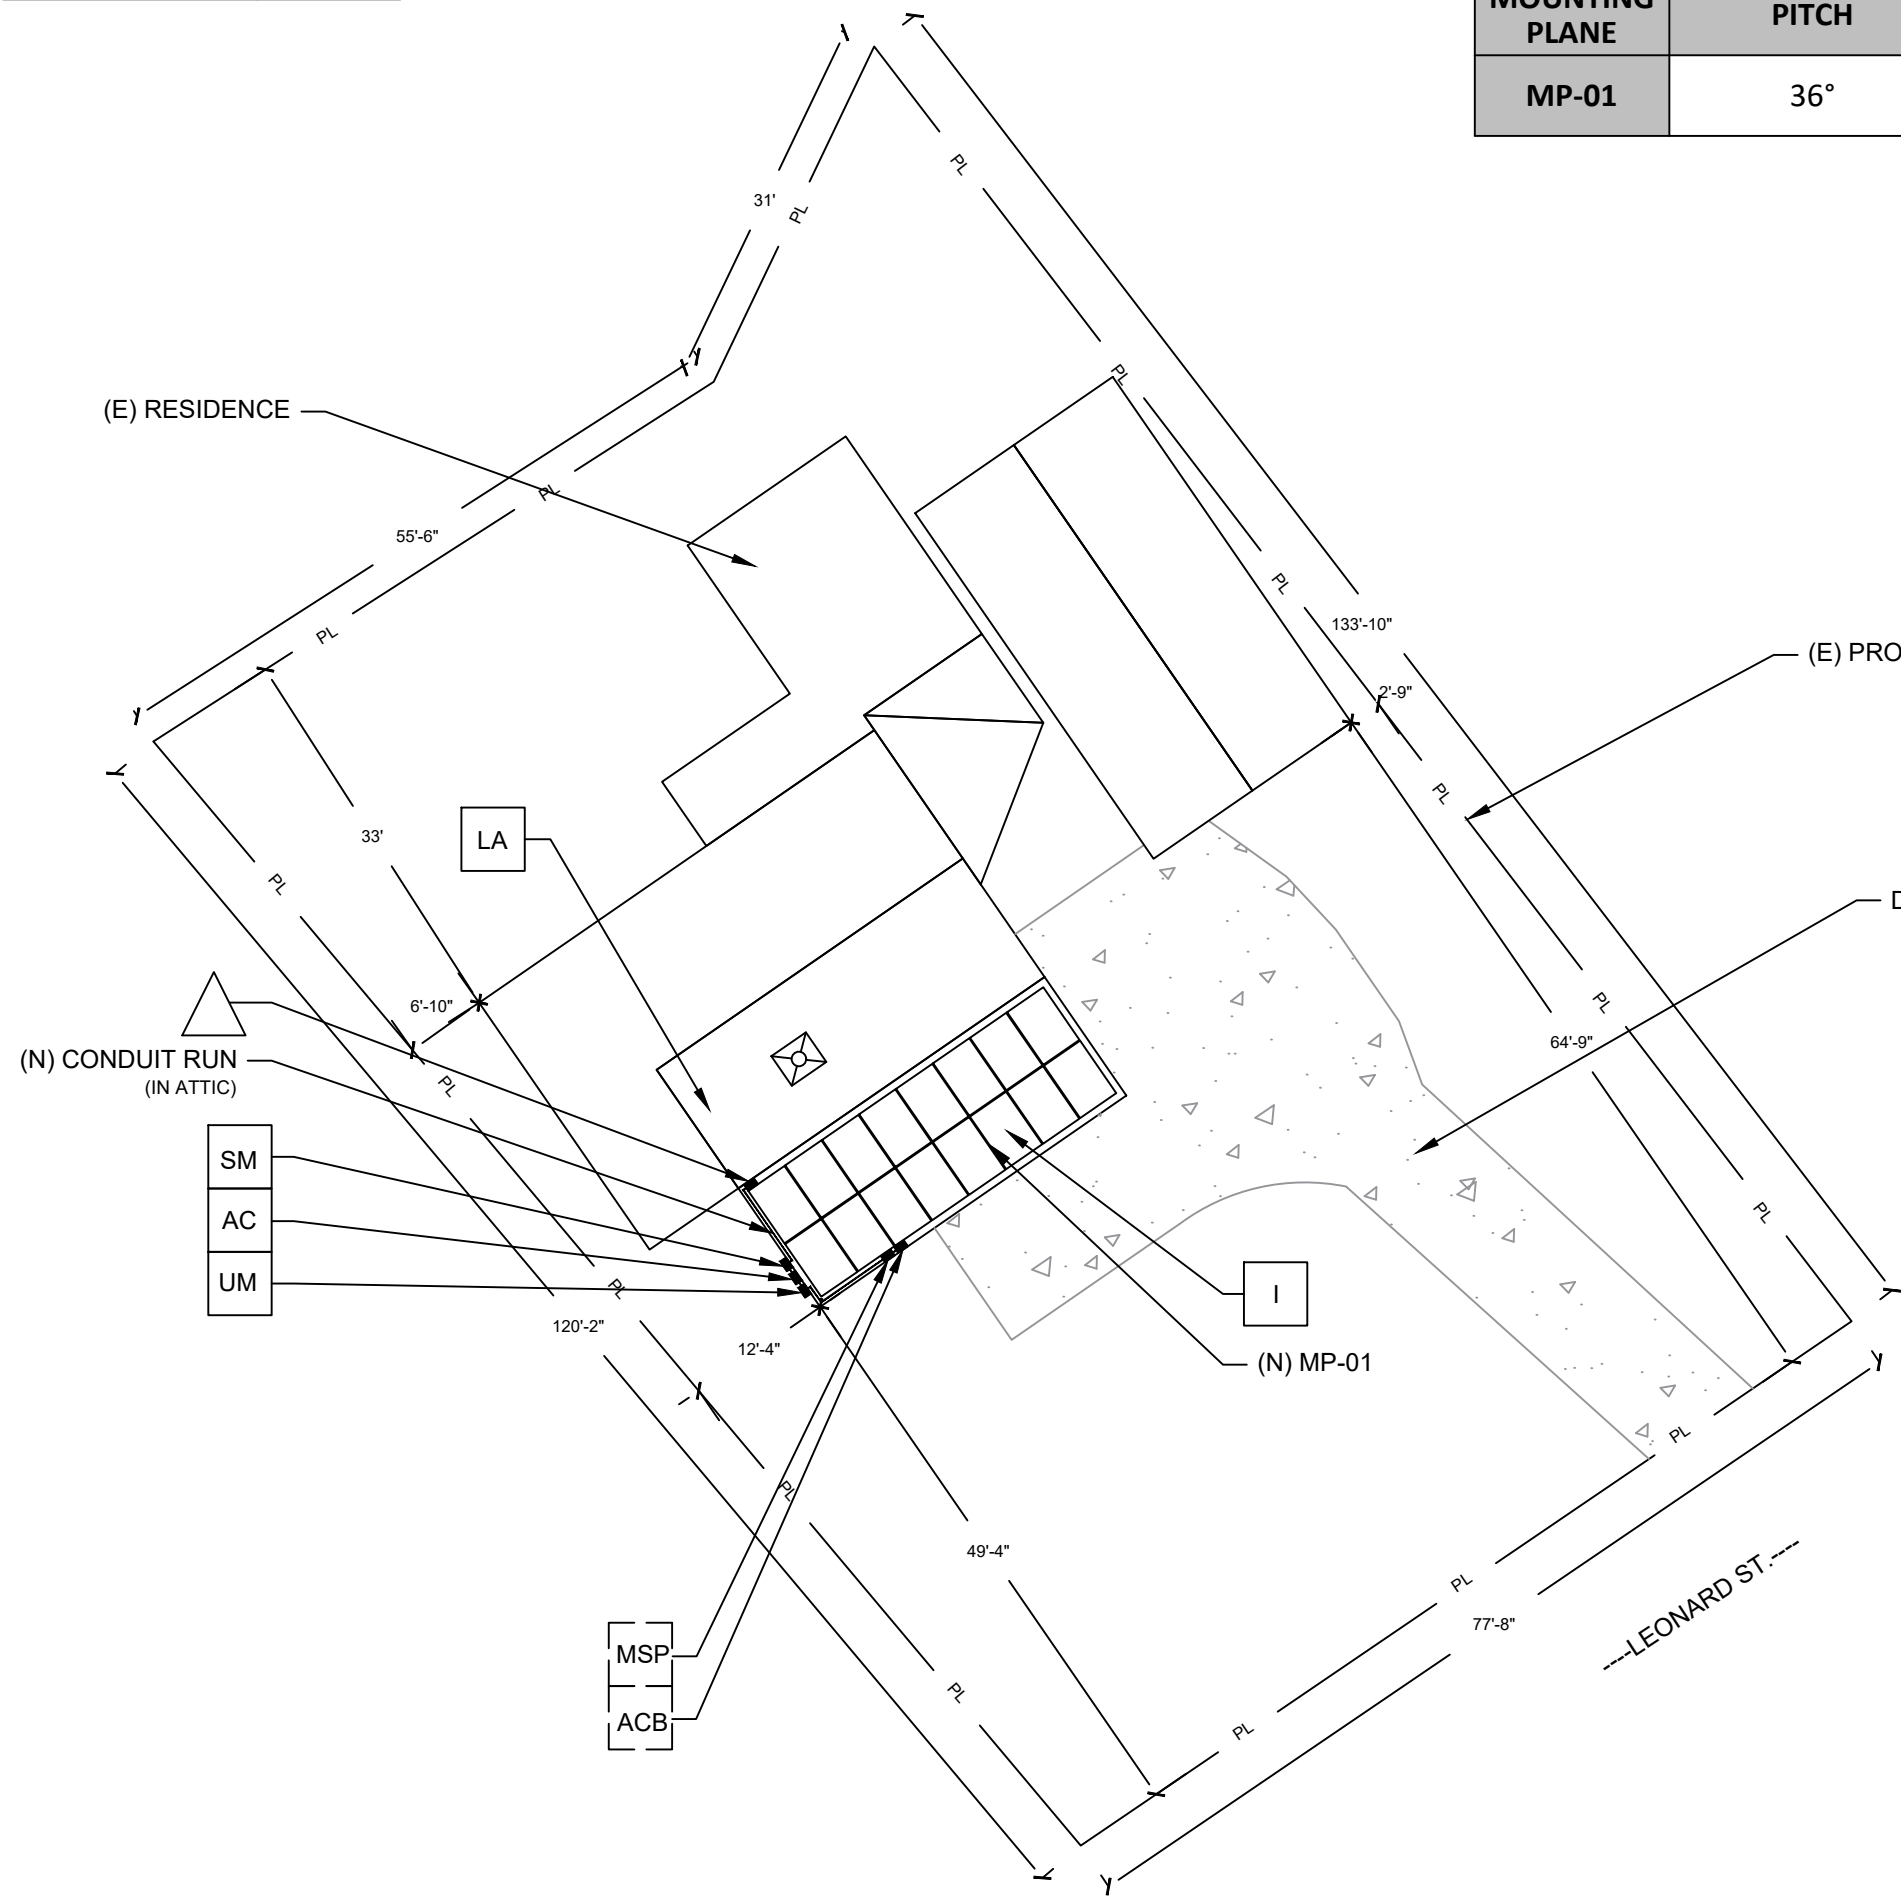 MOUNTING
PLANE
PITCH
MP-01
36°
PL
31'
PL
PL
(E) RESIDENCE
PL
55'-6"
PL
PL
133'-10"
2'-9"
(E) PRO
PL
LA
33'
PL
D
6'-10"
PL
PL
64'-9"
(N) CONDUIT RUN
(IN ATTIC)
SM
AC
UM
PL
PL
I
120'-2"
12'-4"
(N) MP-01
PL
PL
49'-4"
PL
77'-8"
----LEONARD ST.----
MSP
PL
ACB
PL